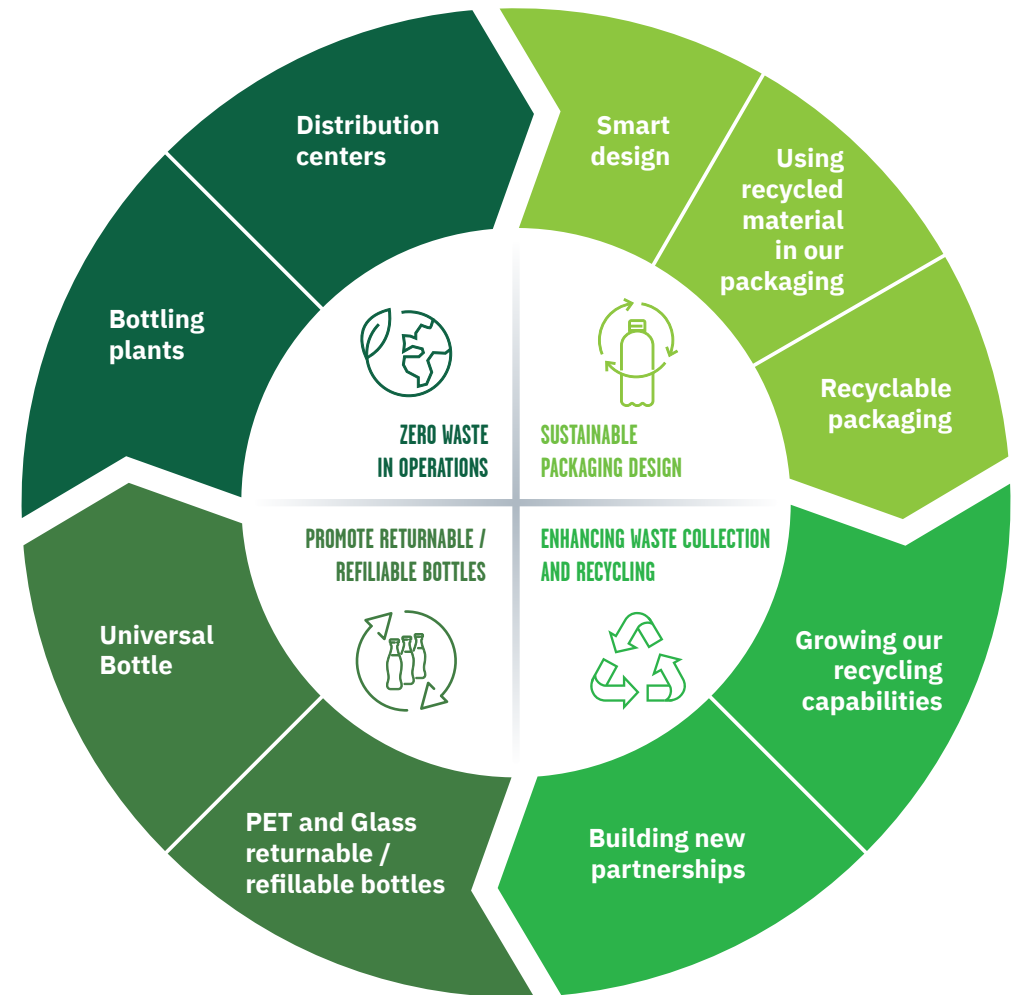 Distribution
centers
Smart
design
Using
recycled
material
in our
packaging
Bottling
plants
Recyclable
packaging
ZERO WASTE
IN OPERATIONS
SUSTAINABLE
PACKAGING DESIGN
PROMOTE RETURNABLE /
REFILIABLE BOTTLES
ENHANCING WASTE COLLECTION
AND RECYCLING
Universal
Bottle
Growing our
recycling
capabilities
PET and Glass
returnable /
refillable bottles
Building new
partnerships